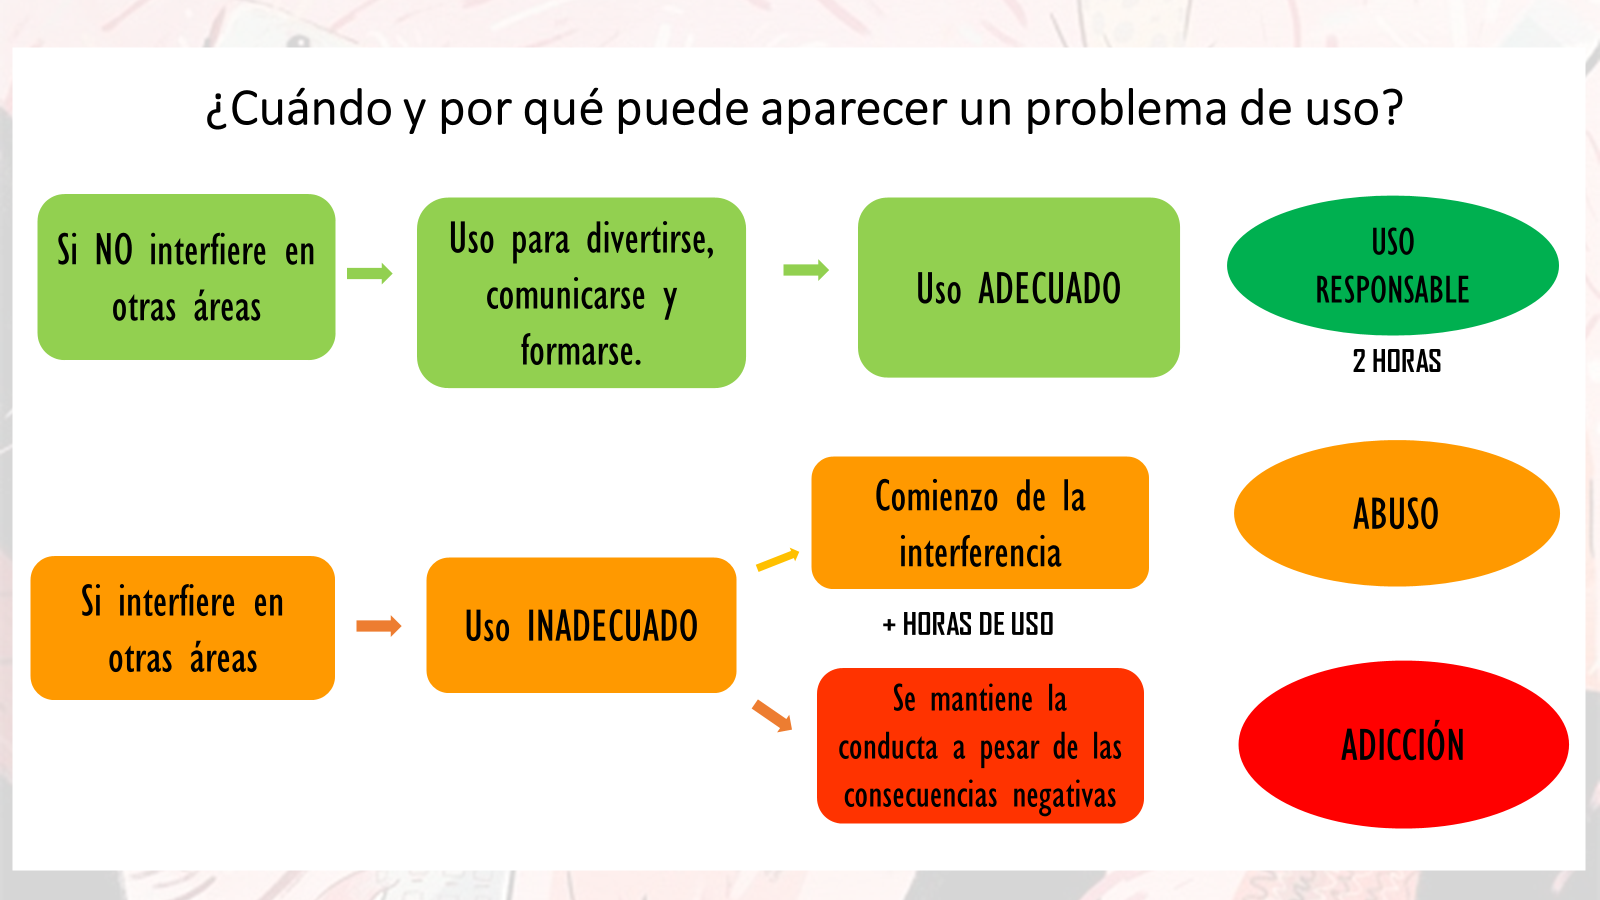 ¿Cuándo y por qué puede aparecer un problema de uso?
Si NO interfiere en
otras áreas
Uso para divertirse,
comunicarse y
formarse.
Uso ADECUADO
USO
RESPONSABLE
2 HORAS
Si interfiere en
otras áreas
Uso INADECUADO
Comienzo de la
interferencia
ABUSO
+ HORAS DE USO
Se mantiene la
conducta a pesar de las
consecuencias negativas
ADICCIÓN